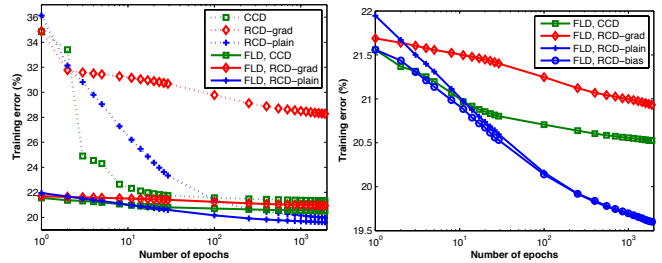 36
34
32
30
28
26
24
22
20
Training error (%)
10^0
10^1
10^2
10^3
Number of epochs
CCD
RCD-grad
RCD-plain
FLD, CCD
FLD, RCD-grad
FLD, RCD-plain
22
21.5
21
20.5
20
19.5
Training error (%)
10^0
10^1
10^2
10^3
Number of epochs
FLD, CCD
FLD, RCD-grad
FLD, RCD-plain
FLD, RCD-bias